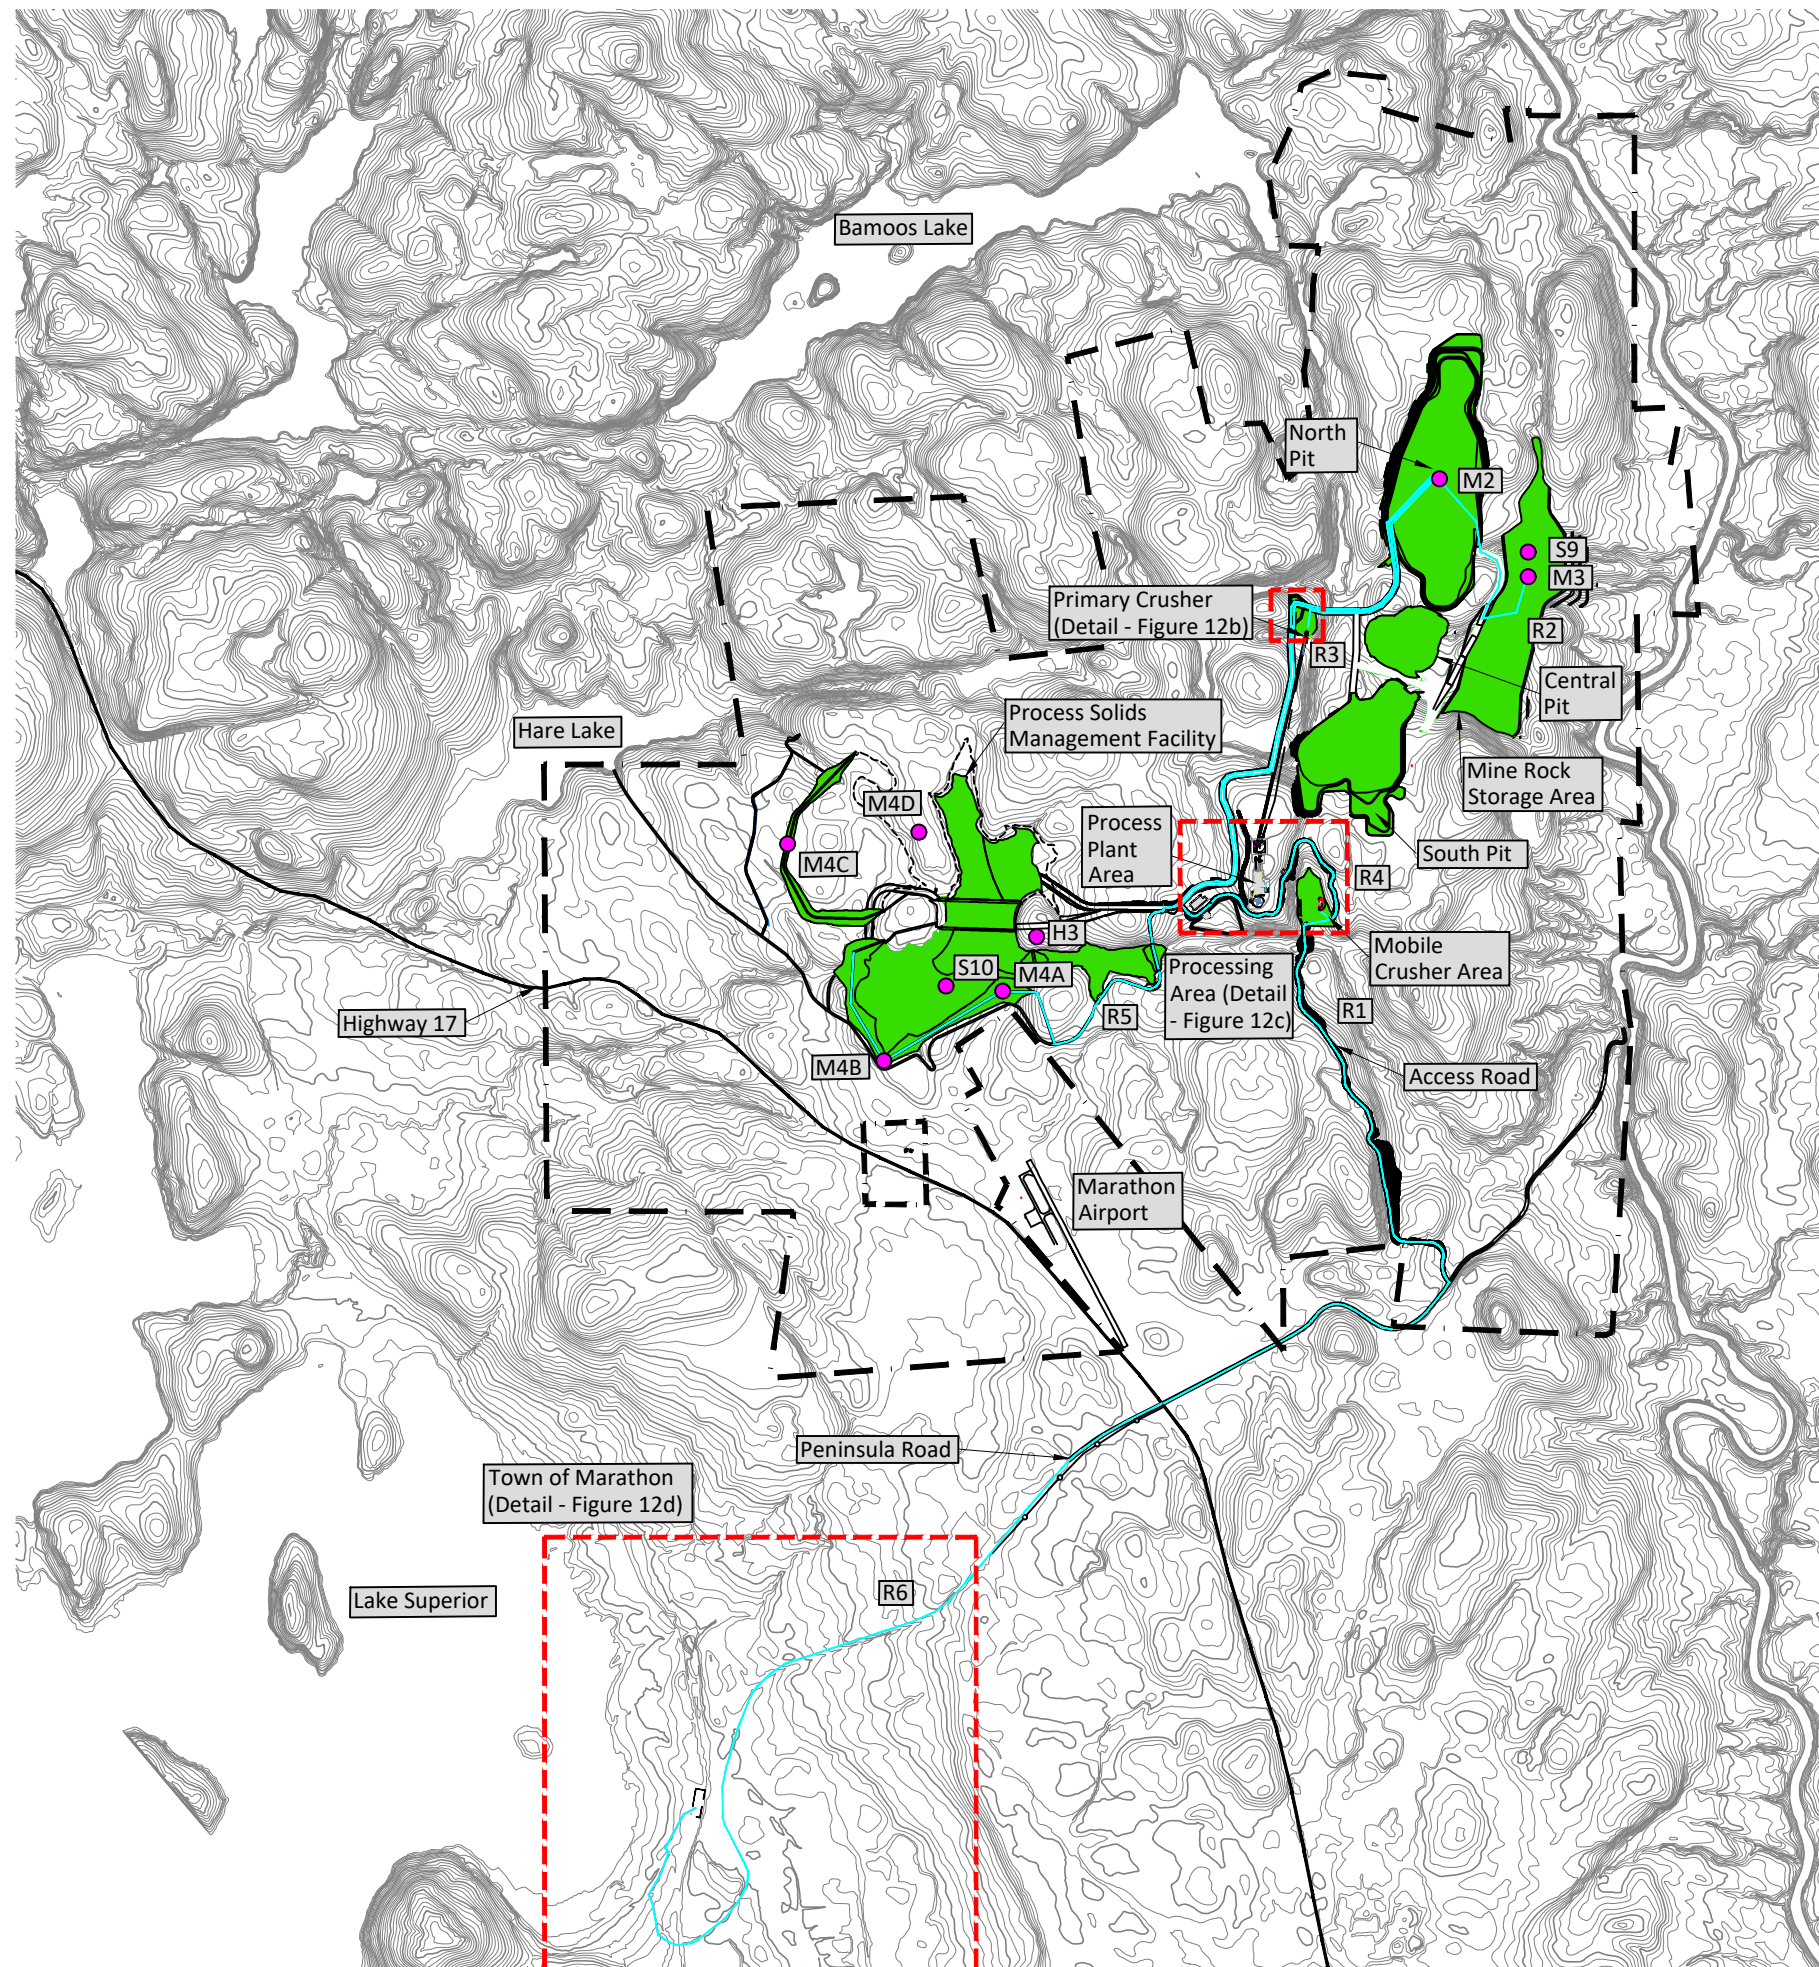 Bamoos Lake
North
Pit
M2
S9
M3
Primary Crusher
(Detail - Figure 12b)
R2
R3
Central
Pit
Process Solids
Management Facility
Hare Lake
Mine Rock
Storage Area
M4D
Process
Plant
Area
M4C
South Pit
R4
H3
Mobile
Crusher Area
S10
M4A
Processing
Area (Detail
- Figure 12c)
R5
R1
Highway 17
M4B
Access Road
Marathon
Airport
Peninsula Road
Town of Marathon
(Detail - Figure 12d)
R6
Lake Superior